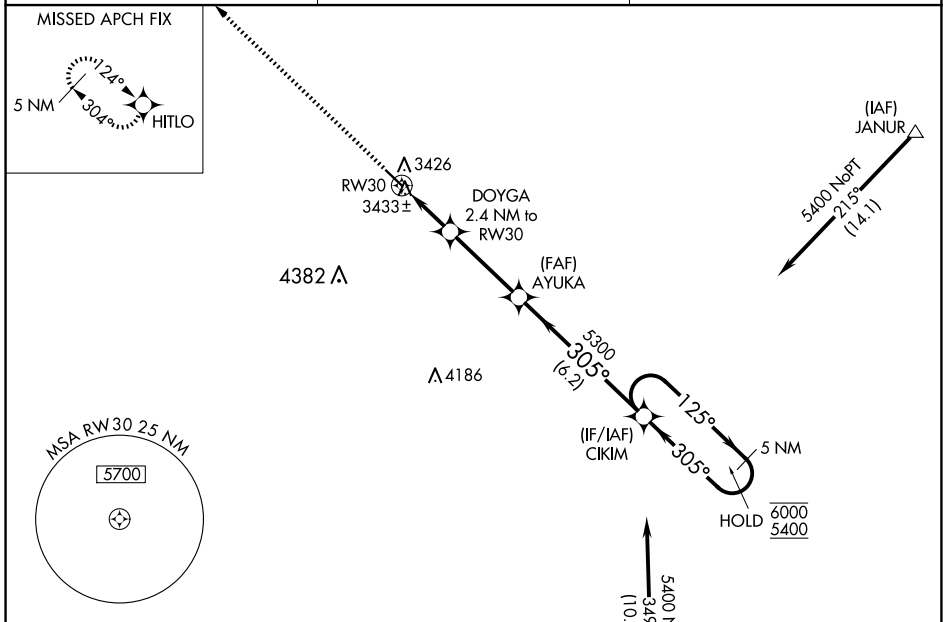 MISSED APCH FIX
124°
5 NM
304°
HITLO
(IAF)
JANUR
3426
RW30
3433±
DOYGA
2.4 NM to
RW30
5400 NoPT
215°
(14.1)
4382
(FAF)
AYUKA
5300
305°
(6.2)
4186
125°
(IF/IAF)
CIKIM
305°
5 NM
HOLD 6000
5400
MSA RW30 25 NM
5700
5400